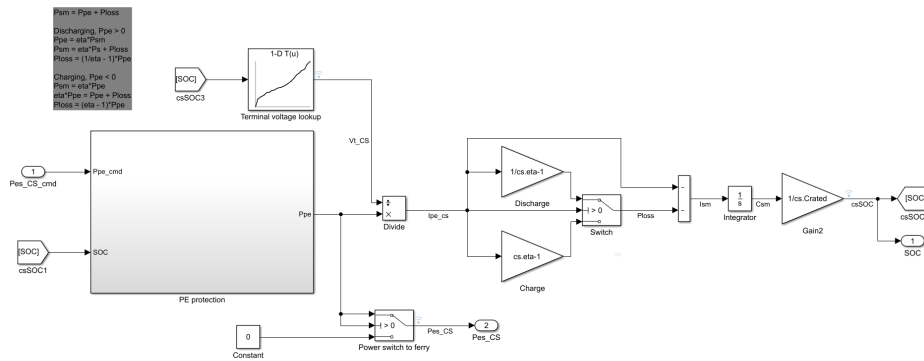 Psm = Ppe + Ploss
Discharging, Ppe > 0
Ppe = eta*Psm
Psm = eta*Ps + Ploss
Ploss = (1/eta - 1)*Ppe
Charging, Ppe < 0
Psm = eta*Ppe
eta*Ppe = Ppe + Ploss
Ploss = (eta - 1)*Ppe
1-D T(u)
[SOC]
csSOC3
Terminal voltage lookup
Vt_CS
1
Pes_CS_cmd
Ppe_cmd
Ppe
[SOC]
csSOC1
SOC
PE protection
÷
×
Divide
Ipe_cs
1/cs.eta-1
Discharge
> 0
Switch
cs.eta-1
Charge
Ploss
−
−
Ism
1
s
Integrator
Csm
1/cs.Crated
Gain2
csSOC
[SOC
csSOC
1
SOC
0
Constant
> 0
Power switch to ferry
Pes_CS
2
Pes_CS